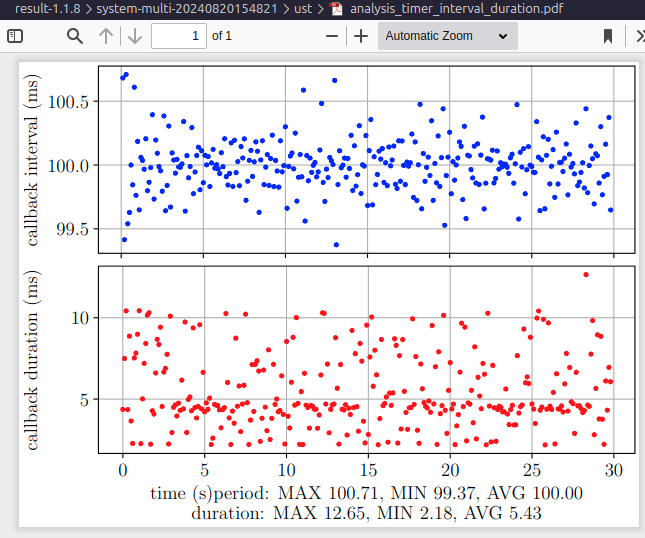 result-1.1.8 > system-multi-20240820154821 > ust > analysis_timer_interval_duration.pdf
1 of 1 Automatic Zoom
callback interval (ms)
100.5
100.0
99.5
callback duration (ms)
10
5
0 5 10 15 20 25 30
time (s)period: MAX 100.71, MIN 99.37, AVG 100.00
duration: MAX 12.65, MIN 2.18, AVG 5.43